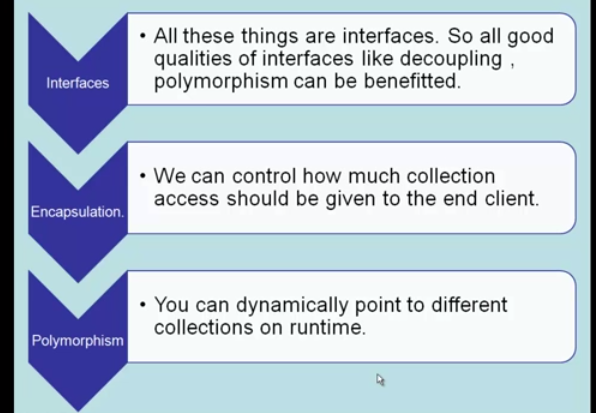 Interfaces
• All these things are interfaces. So all good
qualities of interfaces like decoupling ,
polymorphism can be benefitted.
Encapsulation.
• We can control how much collection
access should be given to the end client.
Polymorphism
• You can dynamically point to different
collections on runtime.